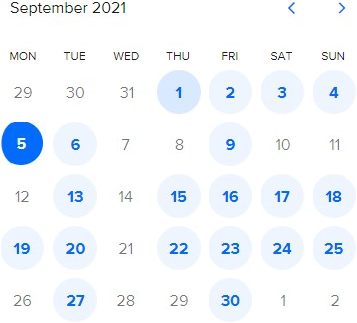 September 2021
MON TUE WED THU FRI SAT SUN
29 30 31 1 2 3 4
5 6 7 8 9 10 11
12 13 14 15 16 17 18
19 20 21 22 23 24 25
26 27 28 29 30 1 2